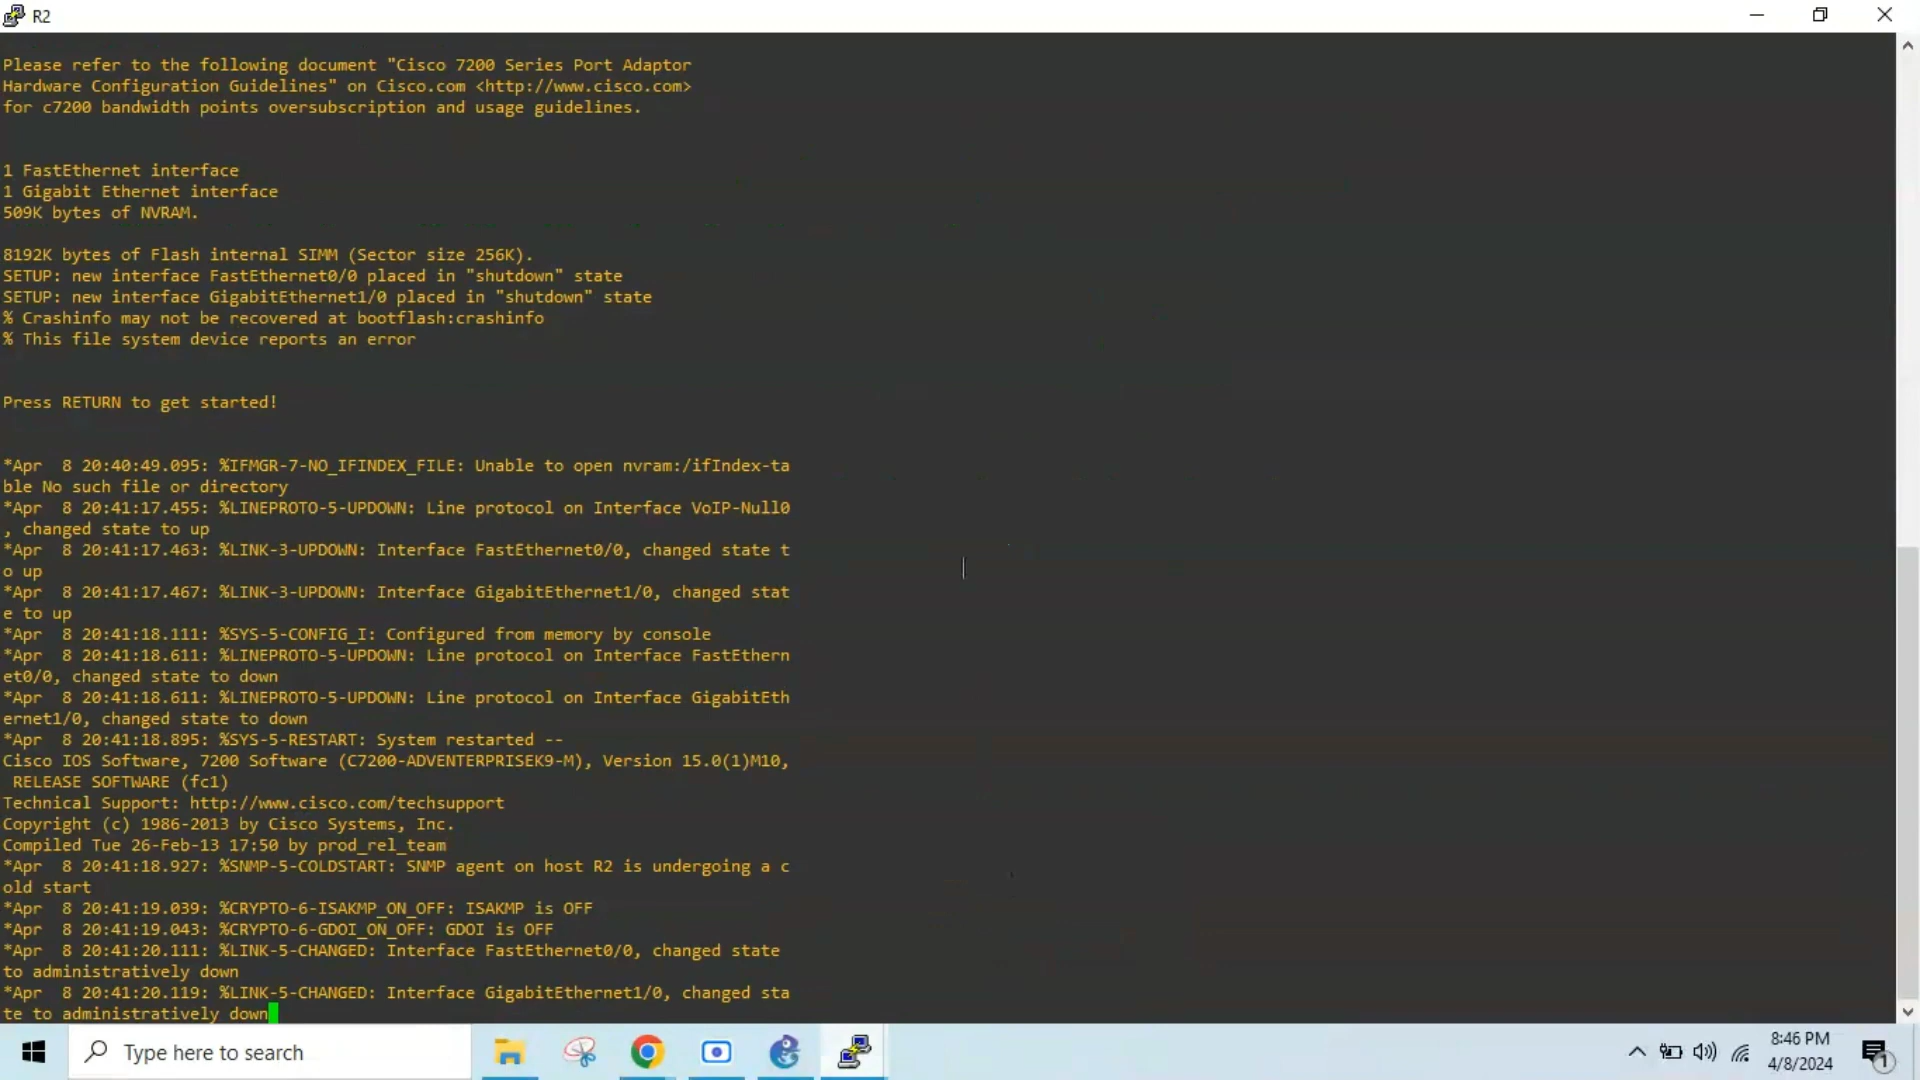 R2
Please refer to the following document "Cisco 7200 Series Port Adaptor
Hardware Configuration Guidelines" on Cisco.com <http://www.cisco.com>
for c7200 bandwidth points oversubscription and usage guidelines.
1 FastEthernet interface
1 Gigabit Ethernet interface
509K bytes of NVRAM.
8192K bytes of Flash internal SIMM (Sector size 256K).
SETUP: new interface FastEthernet0/0 placed in "shutdown" state
SETUP: new interface GigabitEthernet1/0 placed in "shutdown" state
% Crashinfo may not be recovered at bootflash:crashinfo
% This file system device reports an error
Press RETURN to get started!
*Apr  8 20:40:49.095: %IFMGR-7-NO_IFINDEX_FILE: Unable to open nvram:/ifIndex-ta
ble No such file or directory
*Apr  8 20:41:17.455: %LINEPROTO-5-UPDOWN: Line protocol on Interface VoIP-Null0
, changed state to up
*Apr  8 20:41:17.463: %LINK-3-UPDOWN: Interface FastEthernet0/0, changed state t
o up
*Apr  8 20:41:17.467: %LINK-3-UPDOWN: Interface GigabitEthernet1/0, changed stat
e to up
*Apr  8 20:41:18.111: %SYS-5-CONFIG_I: Configured from memory by console
*Apr  8 20:41:18.611: %LINEPROTO-5-UPDOWN: Line protocol on Interface FastEthern
et0/0, changed state to down
*Apr  8 20:41:18.611: %LINEPROTO-5-UPDOWN: Line protocol on Interface GigabitEth
ernet1/0, changed state to down
*Apr  8 20:41:18.895: %SYS-5-RESTART: System restarted --
Cisco IOS Software, 7200 Software (C7200-ADVENTERPRISEK9-M), Version 15.0(1)M10,
 RELEASE SOFTWARE (fc1)
Technical Support: http://www.cisco.com/techsupport
Copyright (c) 1986-2013 by Cisco Systems, Inc.
Compiled Tue 26-Feb-13 17:50 by prod_rel_team
*Apr  8 20:41:18.927: %SNMP-5-COLDSTART: SNMP agent on host R2 is undergoing a c
old start
*Apr  8 20:41:19.039: %CRYPTO-6-ISAKMP_ON_OFF: ISAKMP is OFF
*Apr  8 20:41:19.043: %CRYPTO-6-GDOI_ON_OFF: GDOI is OFF
*Apr  8 20:41:20.111: %LINK-5-CHANGED: Interface FastEthernet0/0, changed state
to administratively down
*Apr  8 20:41:20.119: %LINK-5-CHANGED: Interface GigabitEthernet1/0, changed sta
te to administratively down
Type here to search
8:46 PM
4/8/2024
1